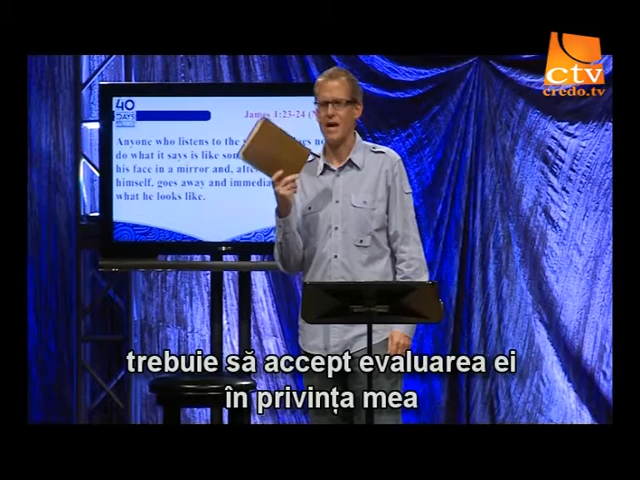 ctv
credo.tv
40
DAYS
James 1:23-24
Anyone who listens to the
do what it says is like
his face in a mirror and,
himself, goes away and
what he looks like.
trebuie să accept evaluarea ei
în privința mea